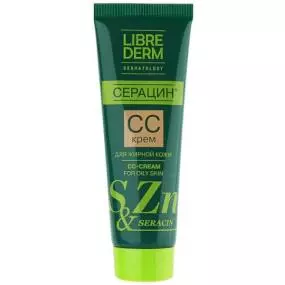 LIBRE
DERM
DERMATOLOGY
СЕРАЦИН®
CC
крем
ДЛЯ ЖИРНОЙ КОЖИ
CC-CREAM
FOR OILY SKIN
S&Zn
SERACIN